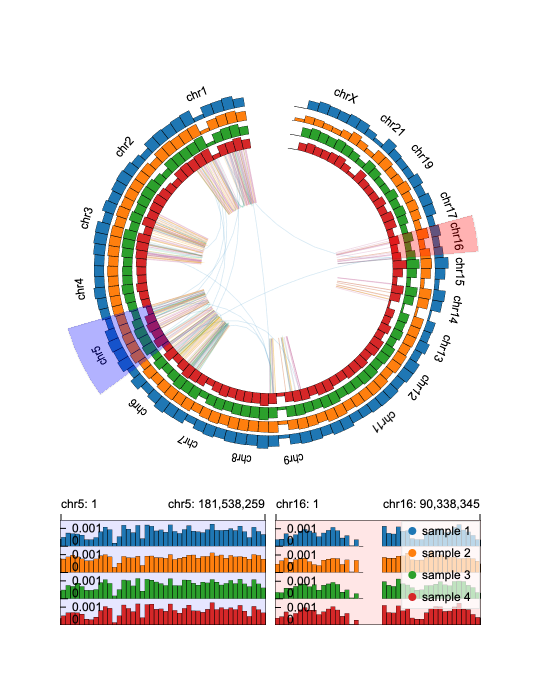 chrX
chr1
chr21
chr2
chr19
chr3
chr17
chr16
chr4
chr15
chr14
chr5
chr13
chr6
chr12
chr7
chr11
chr8
chr9
chr5: 1
chr5: 181,538,259
chr16: 1
chr16: 90,338,345
0.001
0
0.001
0
0.001
0
0.001
0
0.001
0
0.001
0
0.001
0
0.001
0
sample 1
sample 2
sample 3
sample 4